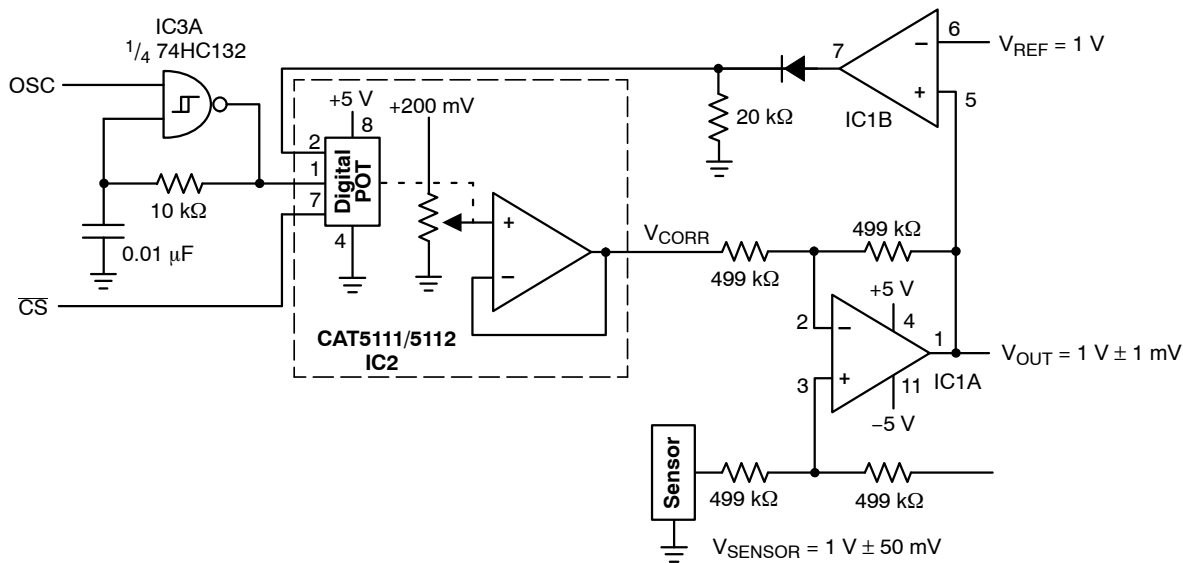 IC3A
1/4 74HC132
OSC
10 kΩ
0.01 μF
CS
+5 V
+200 mV
8
2
1
7
4
Digital
POT
+
−
CAT5111/5112
IC2
7
6
−
VREF = 1 V
+
5
IC1B
20 kΩ
VCORR
499 kΩ
499 kΩ
+5 V
2
−
4
1
VOUT = 1 V ± 1 mV
3
+
11
IC1A
−5 V
Sensor
499 kΩ
499 kΩ
VSENSOR = 1 V ± 50 mV